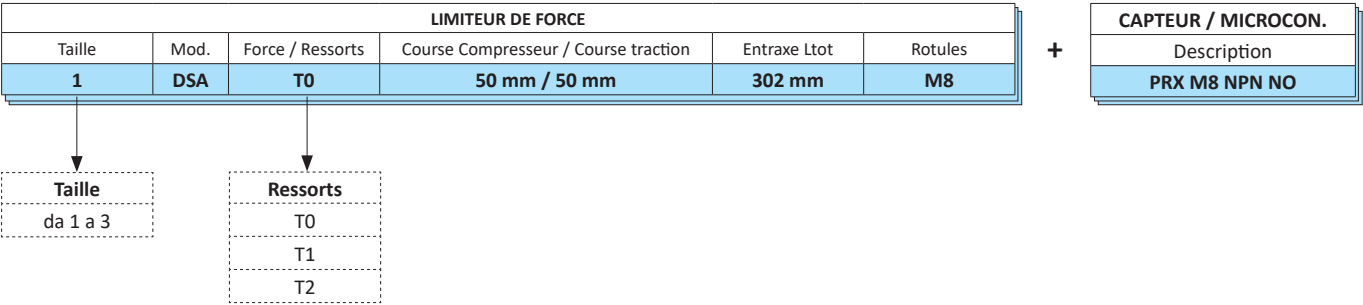 LIMITEUR DE FORCE
Taille Mod. Force / Ressorts Course Compresseur / Course traction Entraxe Ltot Rotules
1 DSA T0 50 mm / 50 mm 302 mm M8
+
CAPTEUR / MICROCON.
Description
PRX M8 NPN NO
Taille
da 1 a 3
Ressorts
T0
T1
T2